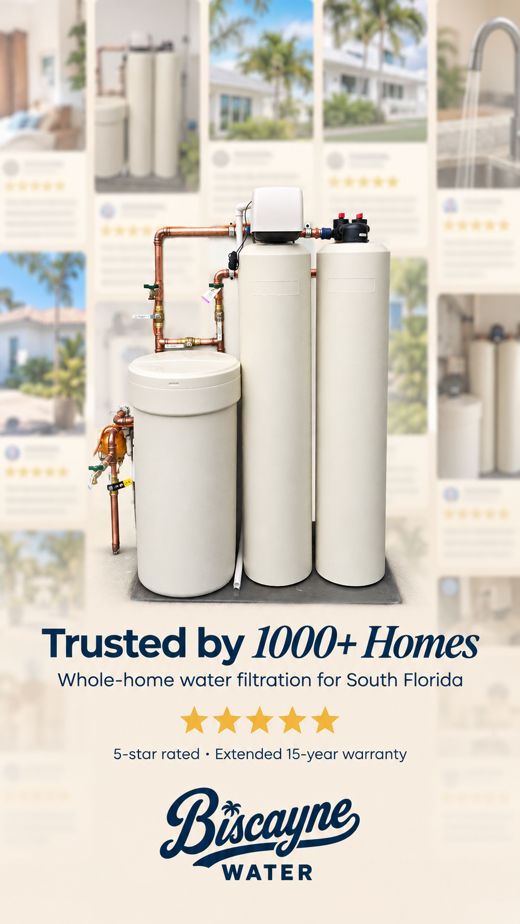 Trusted by 1000+ Homes
Whole-home water filtration for South Florida
5-star rated • Extended 15-year warranty
Biscayne
WATER